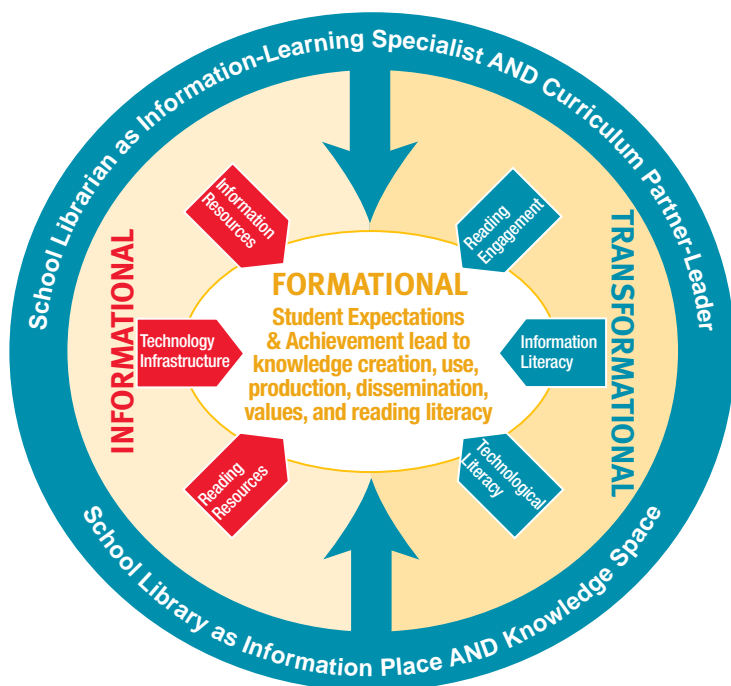 School Librarian as Information-Learning Specialist AND Curriculum Partner-Leader
INFORMATIONAL
Information
Resources
Technology
Infrastructure
Reading
Resources
FORMATIONAL
Student Expectations
& Achievement lead to
knowledge creation, use,
production, dissemination,
values, and reading literacy
Reading
Engagement
Information
Literacy
Technological
Literacy
TRANSFORMATIONAL
School Library as Information Place AND Knowledge Space